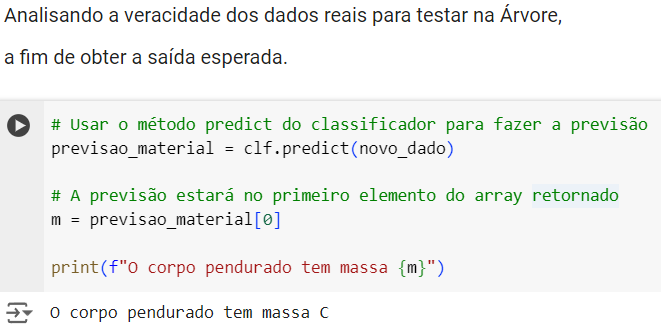 Analisando a veracidade dos dados reais para testar na Árvore,
a fim de obter a saída esperada.
# Usar o método predict do classificador para fazer a previsão
previsao_material = clf.predict(novo_dado)
# A previsão estará no primeiro elemento do array retornado
m = previsao_material[0]
print(f"O corpo pendurado tem massa {m}")
O corpo pendurado tem massa C